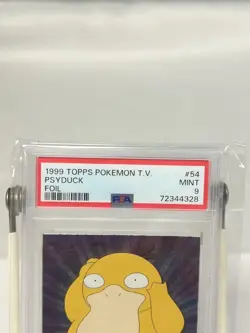 1999 TOPPS POKEMON T.V. #54
PSYDUCK MINT
FOIL 9
PSA 72344328